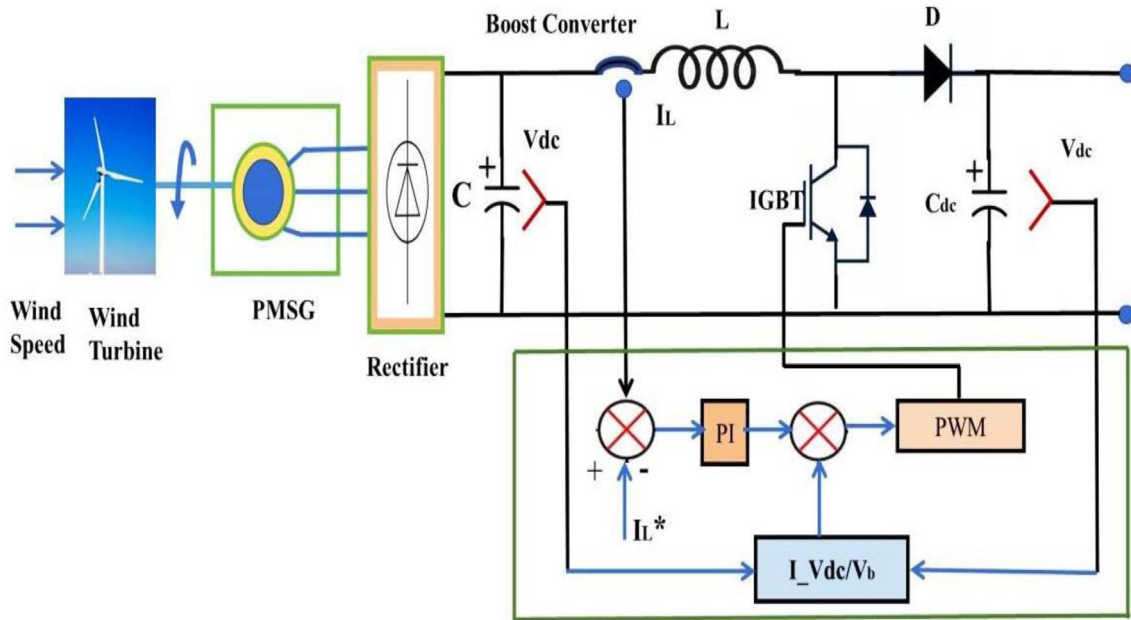 Boost Converter
L
D
IL
Vdc
Vdc
+
C
IGBT
+
Cdc
Wind
Speed
Wind
Turbine
PMSG
Rectifier
PI
PWM
+
-
IL*
I_Vdc/Vb